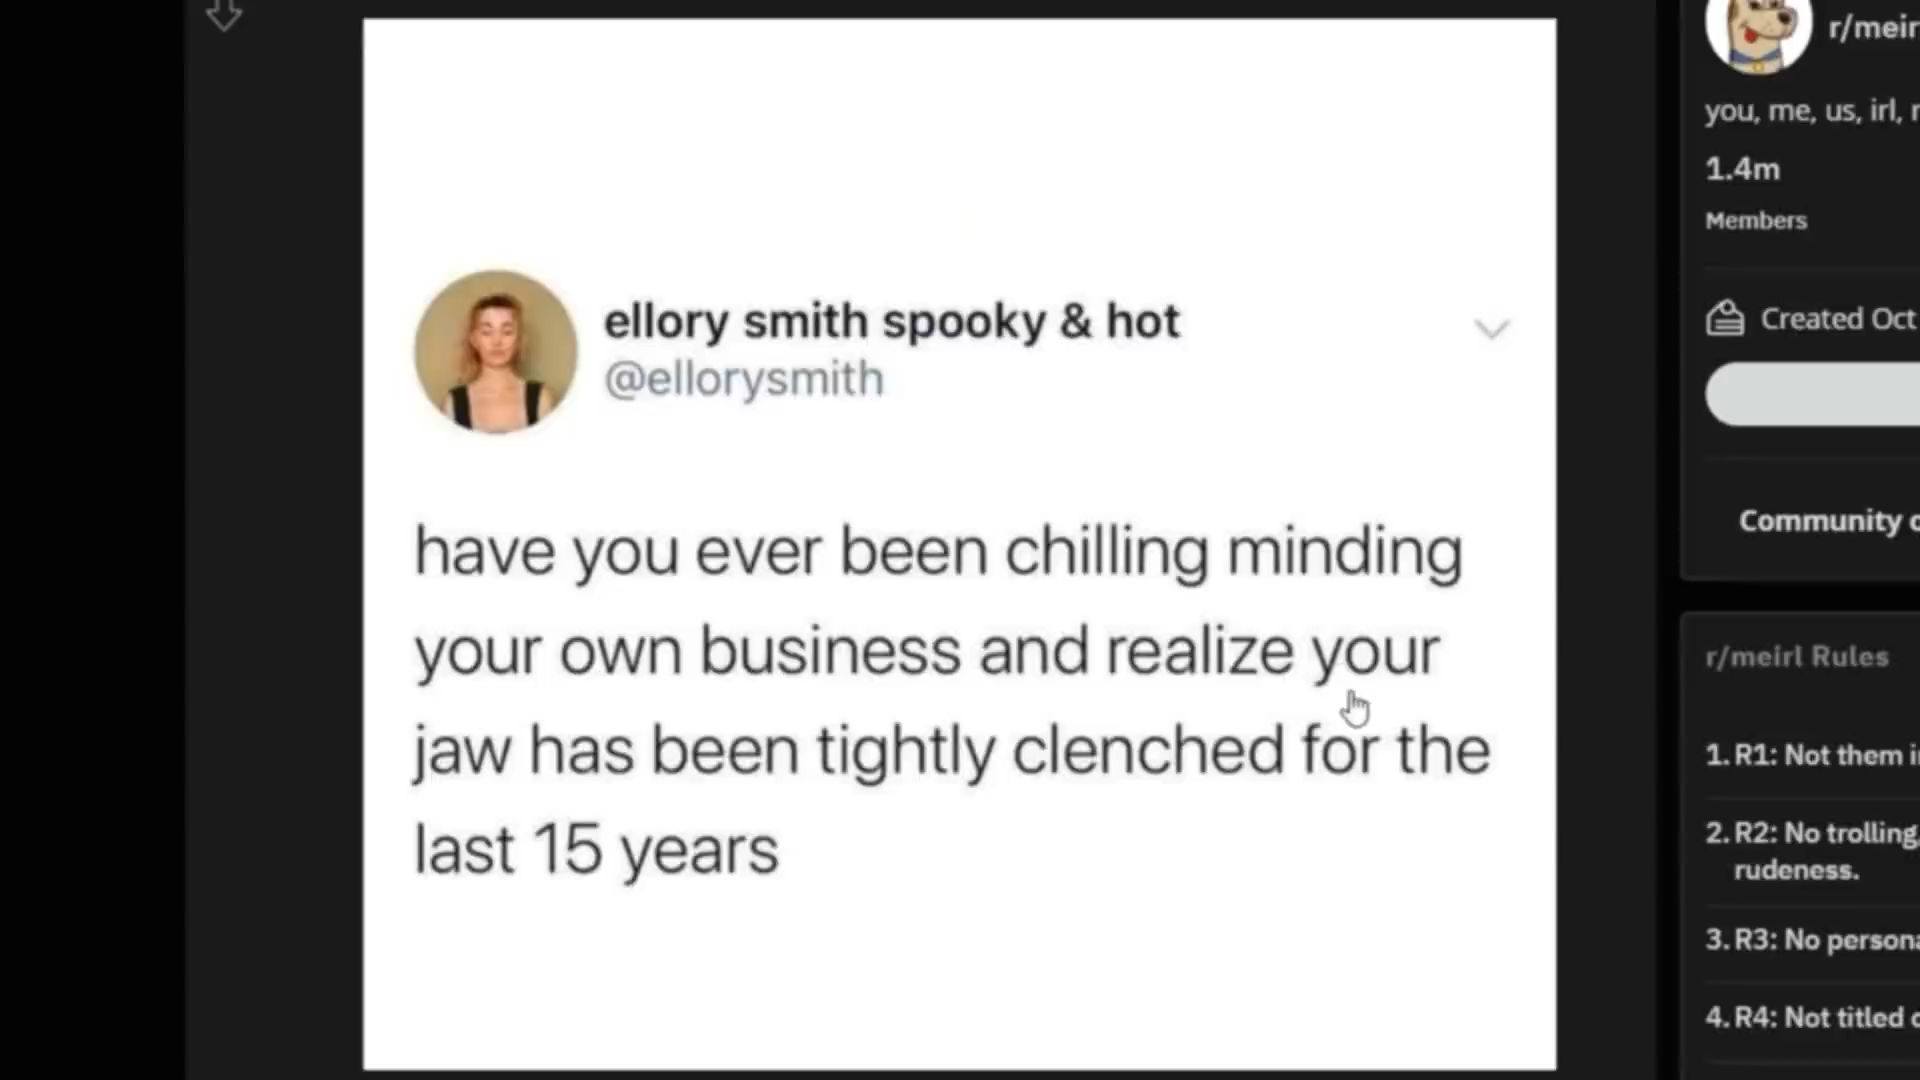 ellory smith spooky & hot
@ellorysmith
have you ever been chilling minding
your own business and realize your
jaw has been tightly clenched for the
last 15 years
you, me, us, irl,
1.4m
Members
Created Oct
Community
r/meirl Rules
1. R1: Not them
2. R2: No trolling,
rudeness.
3. R3: No
4. R4: Not titled